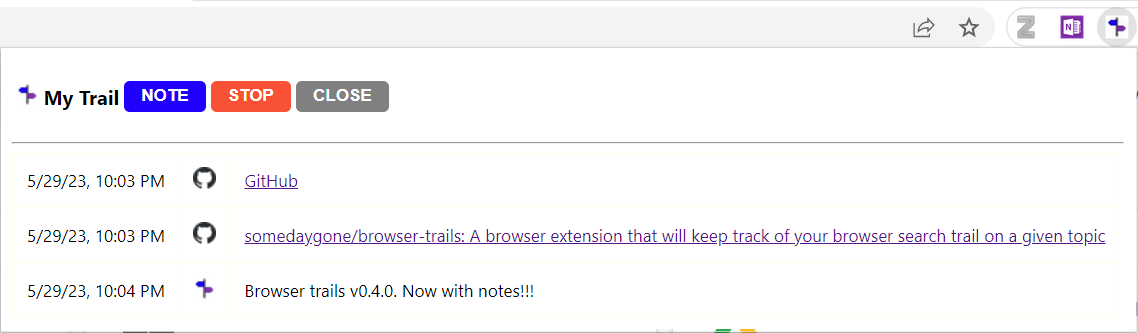 My Trail NOTE STOP CLOSE
5/29/23, 10:03 PM GitHub
5/29/23, 10:03 PM somedaygone/browser-trails: A browser extension that will keep track of your browser search trail on a given topic
5/29/23, 10:04 PM Browser trails v0.4.0. Now with notes!!!